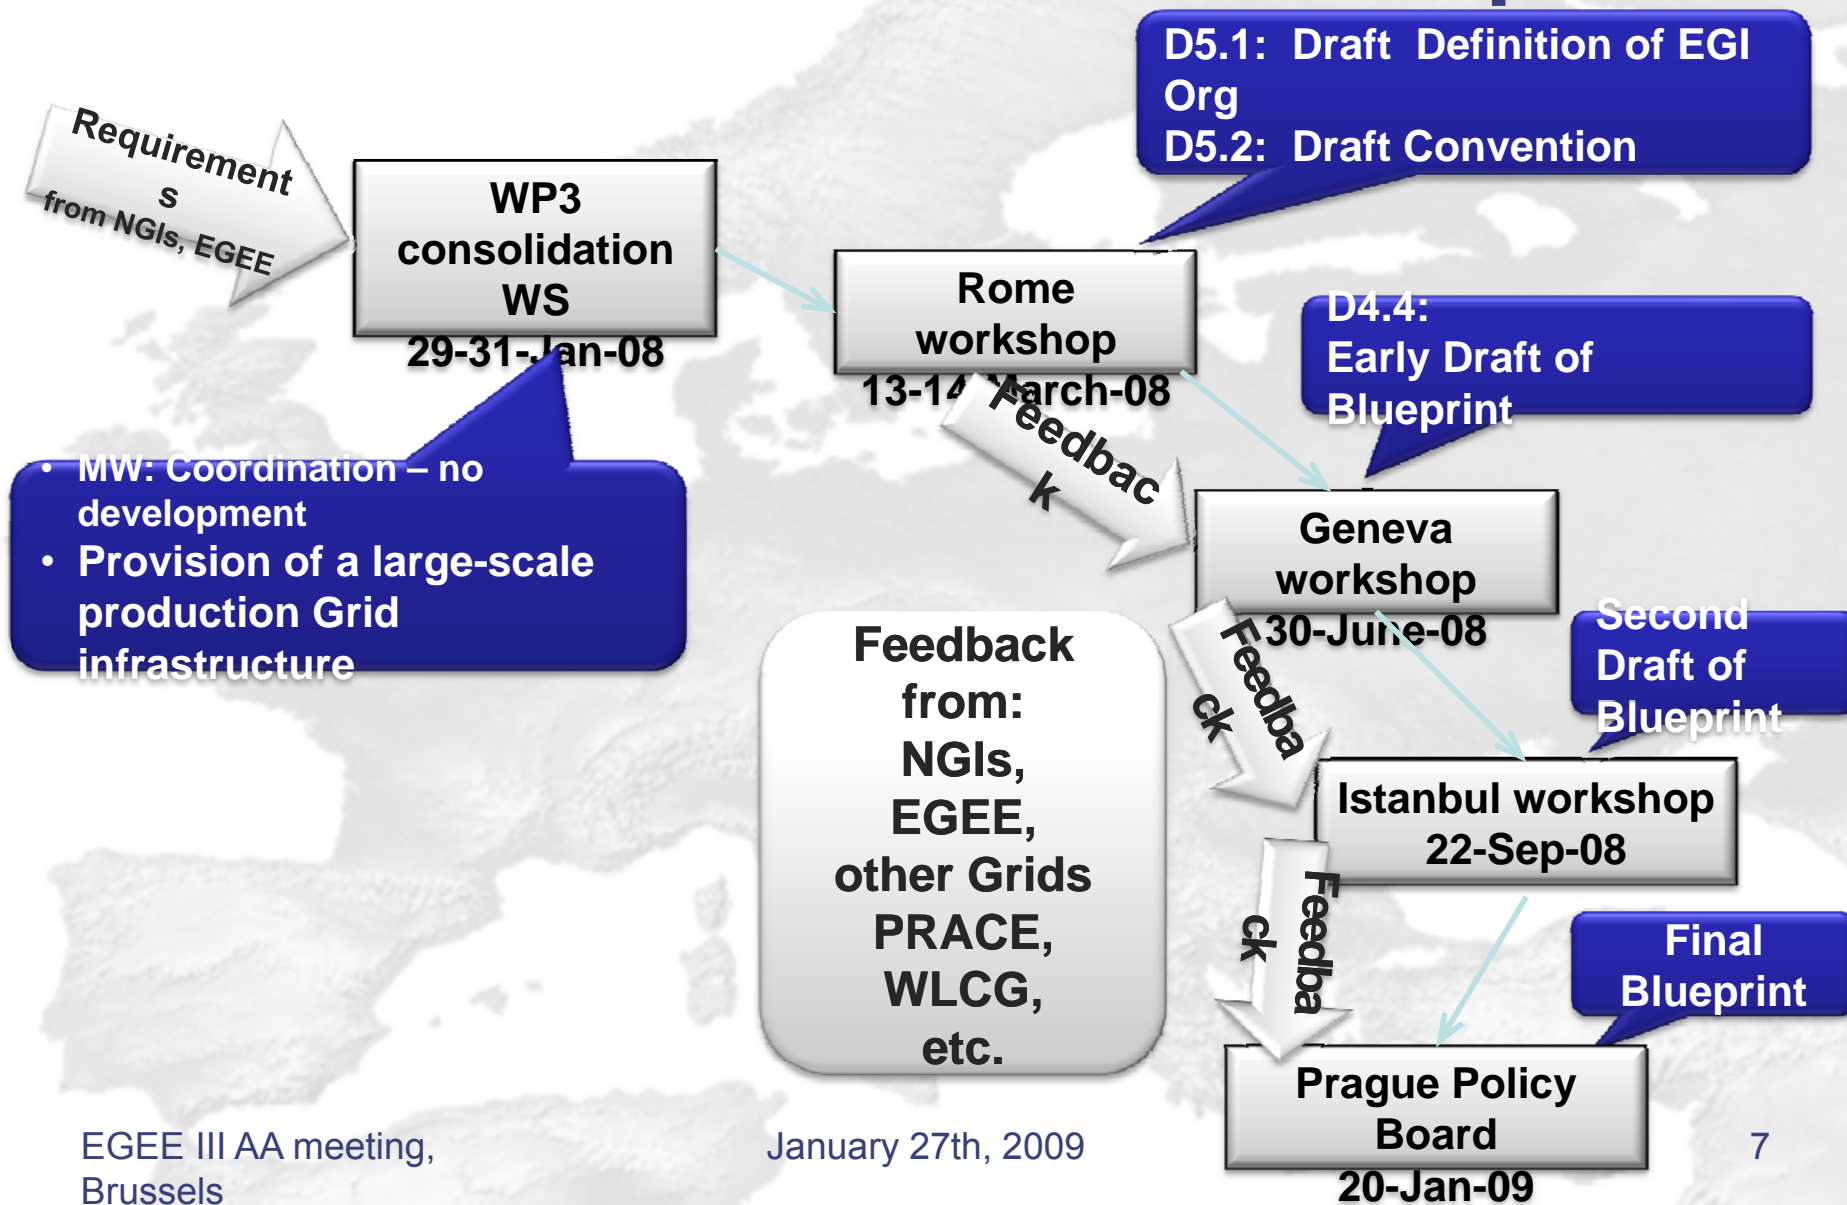 D5.1: Draft Definition of EGI
Org
D5.2: Draft Convention
Requirement
s
from NGIs, EGEE
WP3
consolidation
WS
29-31-Jan-08
Rome
workshop
13-14-March-08
D4.4:
Early Draft of
Blueprint
Feedbac
k
• MW: Coordination – no
development
• Provision of a large-scale
production Grid
infrastructure
Geneva
workshop
30-June-08
Second
Draft of
Blueprint
Feedback
from:
NGIs,
EGEE,
other Grids
PRACE,
WLCG,
etc.
Feedba
ck
Istanbul workshop
22-Sep-08
Feedba
ck
Final
Blueprint
Prague Policy
Board
20-Jan-09
EGEE III AA meeting,
Brussels
January 27th, 2009
7